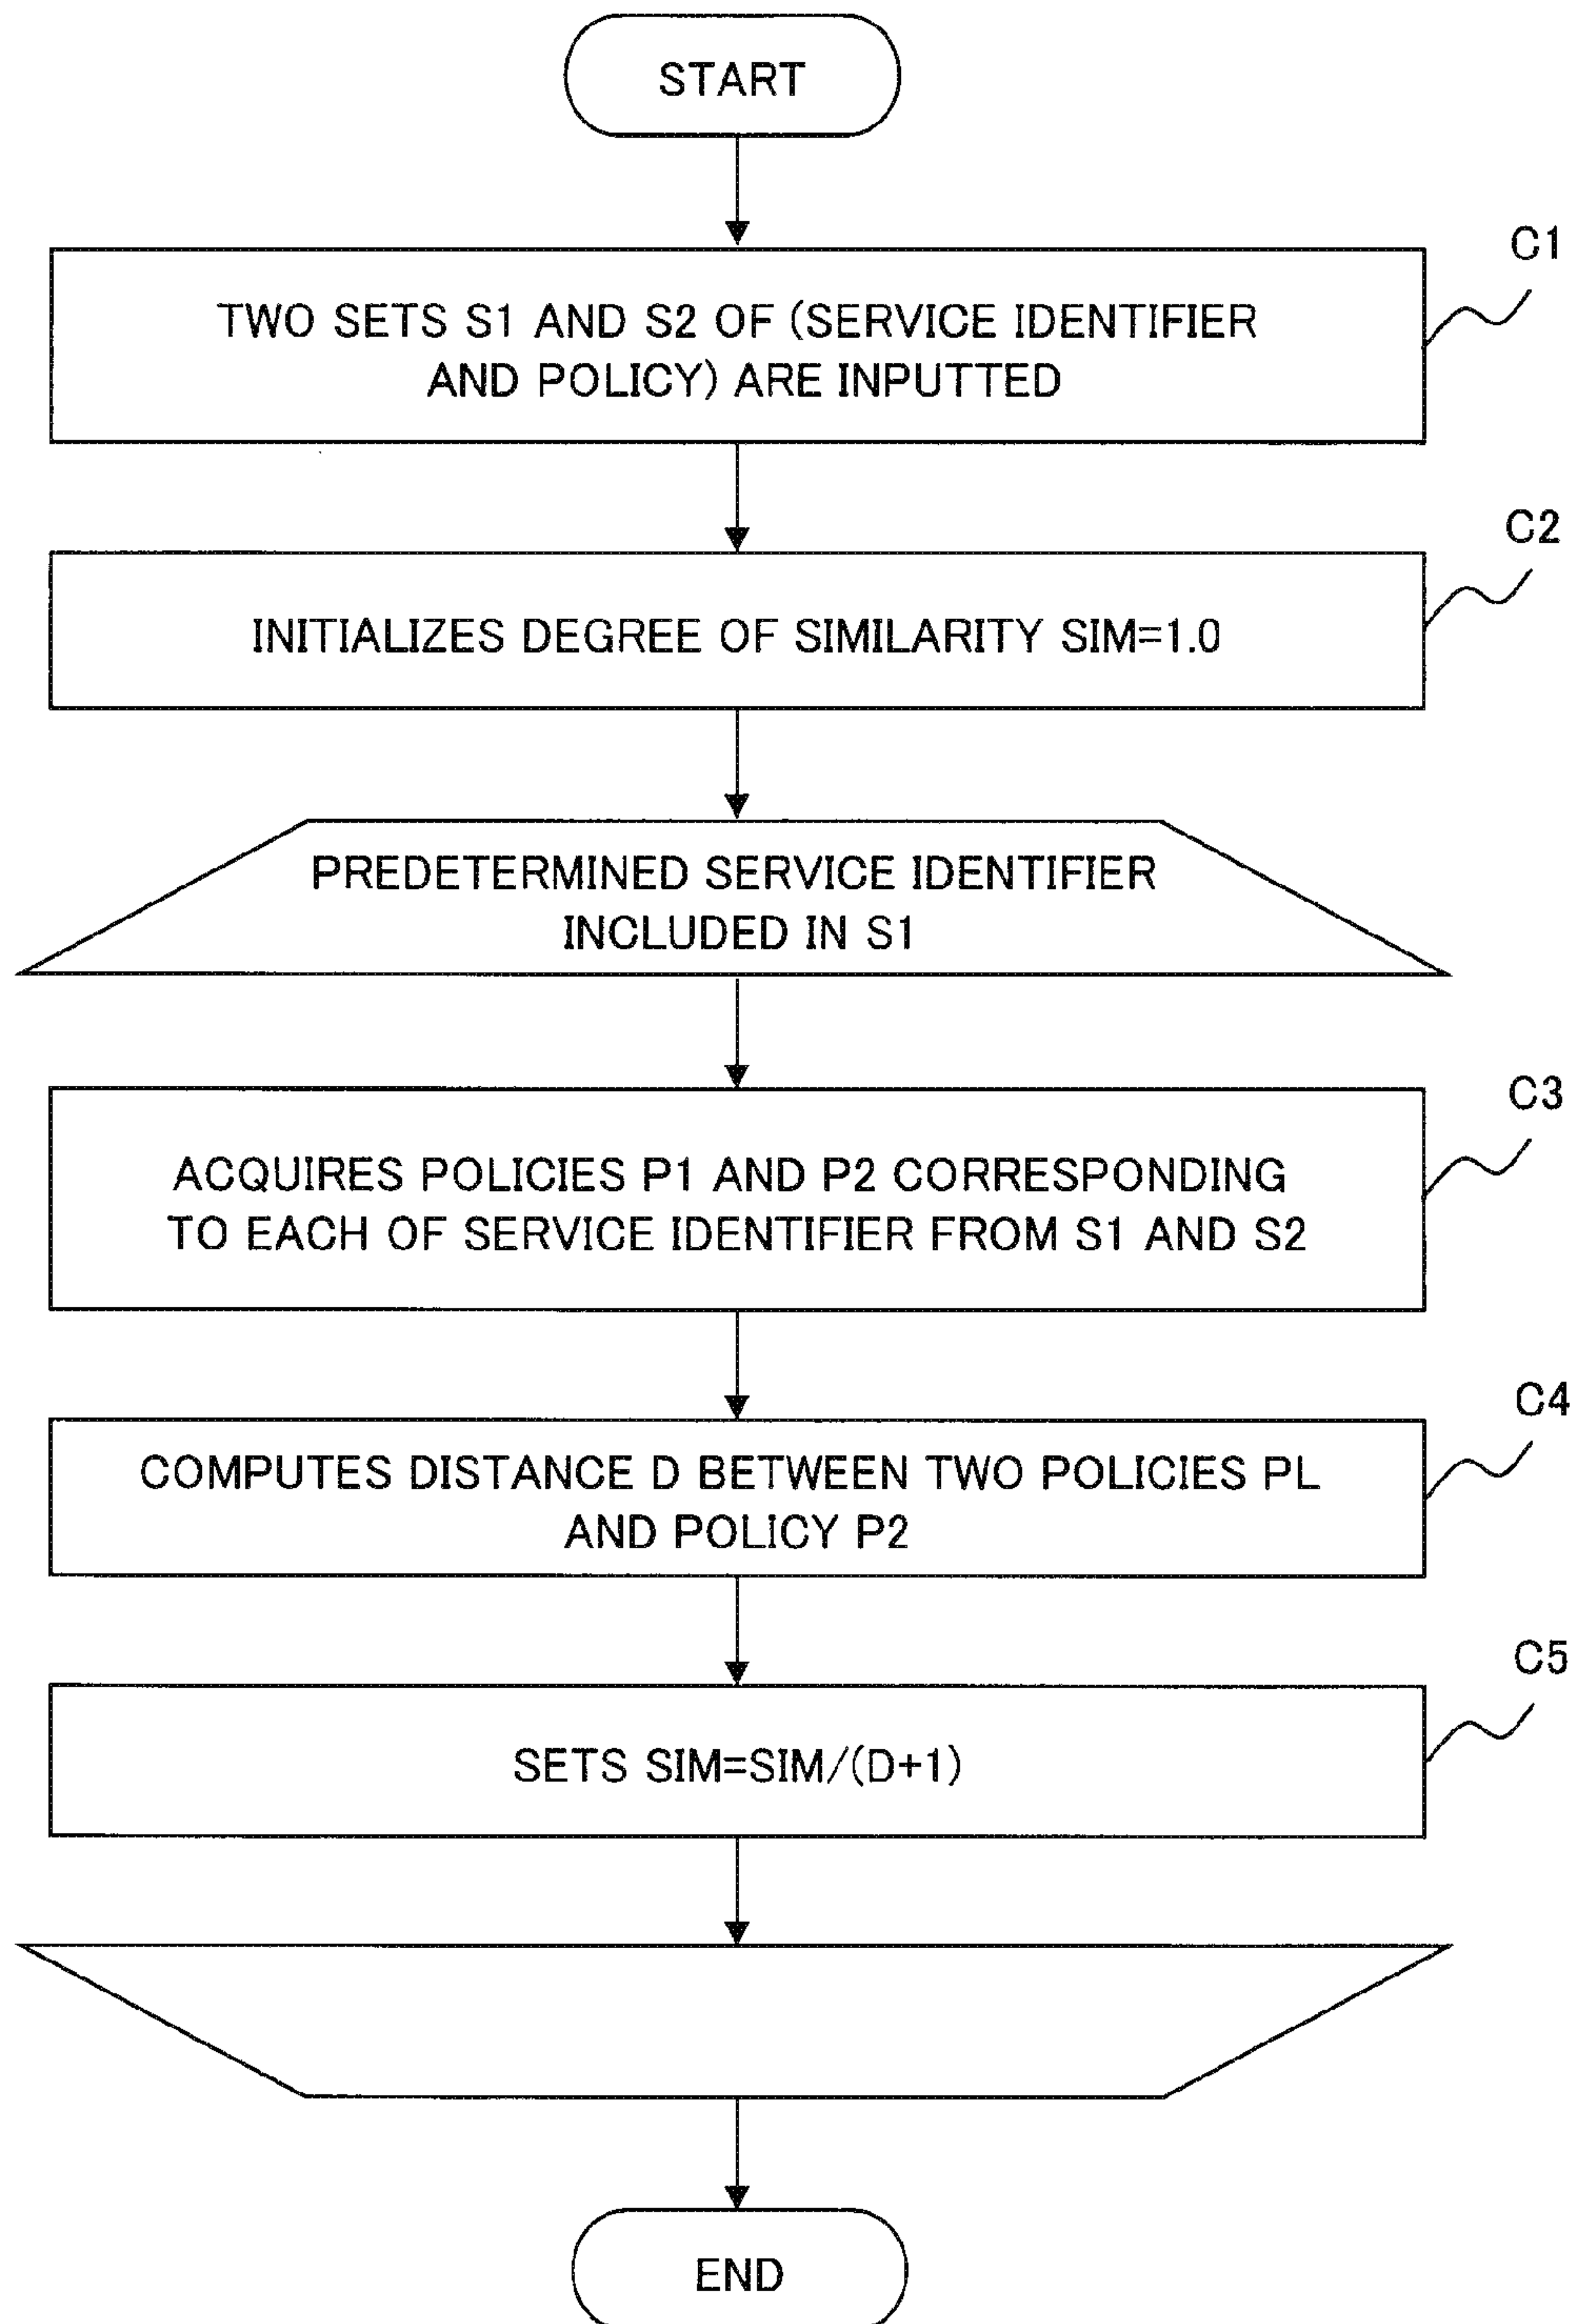 START
C1
TWO SETS S1 AND S2 OF (SERVICE IDENTIFIER
AND POLICY) ARE INPUTTED
C2
INITIALIZES DEGREE OF SIMILARITY SIM=1.0
PREDETERMINED SERVICE IDENTIFIER
INCLUDED IN S1
C3
ACQUIRES POLICIES P1 AND P2 CORRESPONDING
TO EACH OF SERVICE IDENTIFIER FROM S1 AND S2
C4
COMPUTES DISTANCE D BETWEEN TWO POLICIES PL
AND POLICY P2
C5
SETS SIM=SIM/(D+1)
END